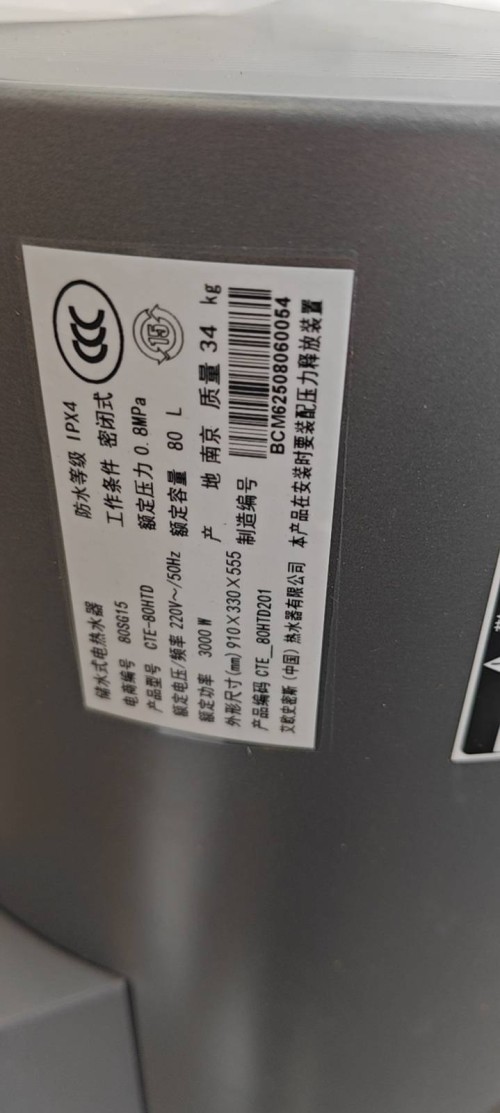 储水式电热水器 防水等级 IPX4
电商编号 80SG15 工作条件 密闭式
产品型号 CTE-80HTD 额定压力 0.8MPa
额定电压/频率 220V～/50Hz 额定容量 80 L
额定功率 3000 W 产 地 南京 质量 34 kg
外形尺寸(mm) 910×330×555 制造编号
BCM62508060054
产品编码 CTE_80HTD201
艾欧史密斯（中国）热水器有限公司 本产品在安装时要装配压力释放装置
CCC
15